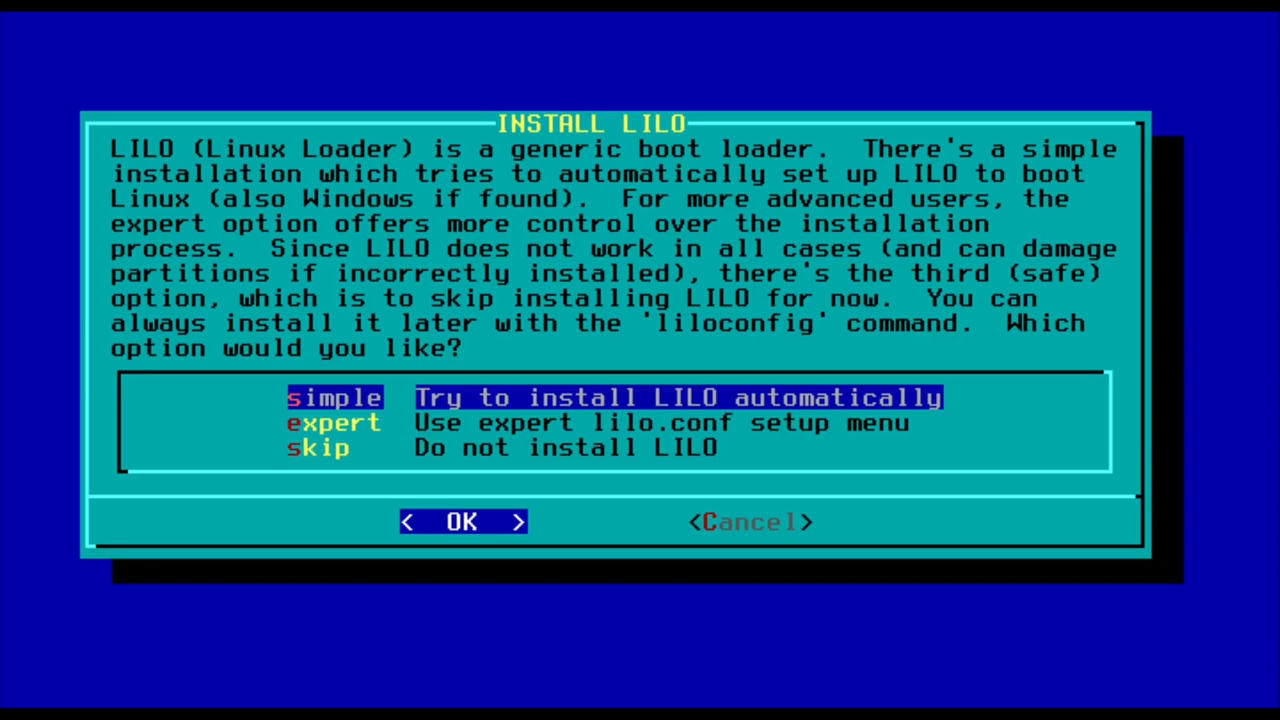 INSTALL LILO
LILO (Linux Loader) is a generic boot loader.  There's a simple
installation which tries to automatically set up LILO to boot
Linux (also Windows if found).  For more advanced users, the
expert option offers more control over the installation
process.  Since LILO does not work in all cases (and can damage
partitions if incorrectly installed), there's the third (safe)
option, which is to skip installing LILO for now.  You can
always install it later with the 'liloconfig' command.  Which
option would you like?
simple  Try to install LILO automatically
expert  Use expert lilo.conf setup menu
skip    Do not install LILO
<  OK  >  <Cancel>